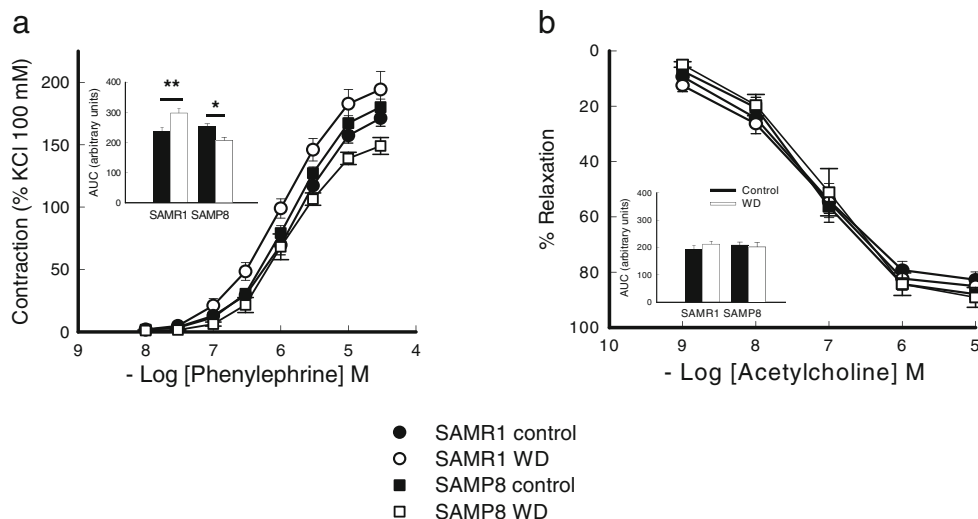 a
Contraction (% KCl 100 mM)
200
150
100
50
0
9 8 7 6 5 4
- Log [Phenylephrine] M
AUC (arbitrary units)
400
300
200
100
0
**
*
SAMR1 SAMP8
b
% Relaxation
0
20
40
60
80
100
10 9 8 7 6 5
- Log [Acetylcholine] M
AUC (arbitrary units)
400
300
200
100
0
Control
WD
SAMR1 SAMP8
SAMR1 control
SAMR1 WD
SAMP8 control
SAMP8 WD